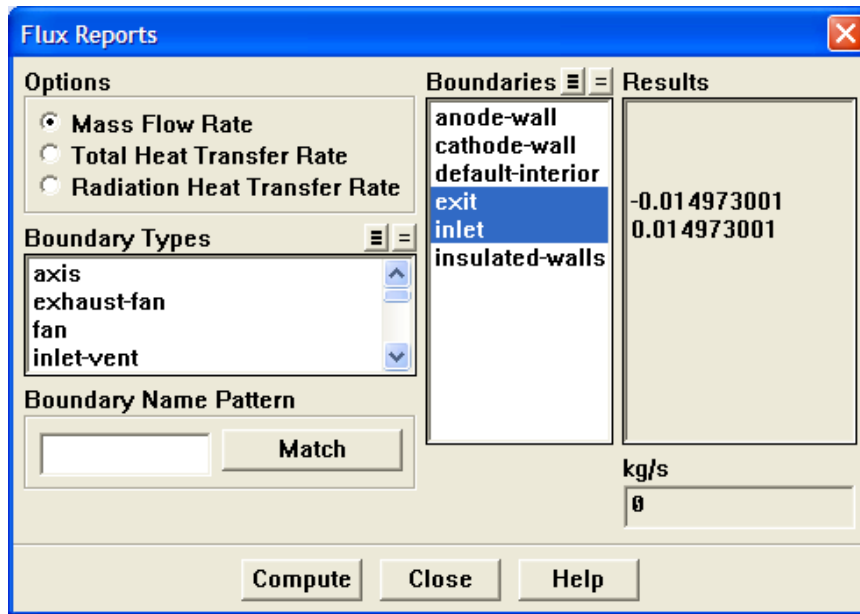 Flux Reports
Options
Mass Flow Rate
Total Heat Transfer Rate
Radiation Heat Transfer Rate
Boundary Types
axis
exhaust-fan
fan
inlet-vent
Boundary Name Pattern
Match
Boundaries
anode-wall
cathode-wall
default-interior
exit
inlet
insulated-walls
Results
-0.014973001
0.014973001
kg/s
0
Compute Close Help